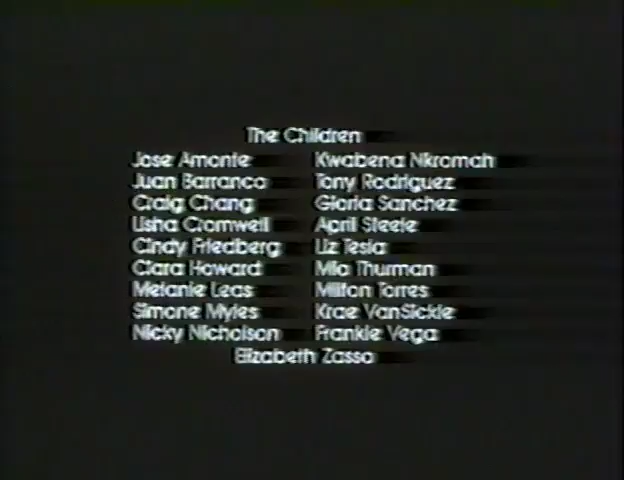 The Children
Jose Amonte Kwabena Nkromah
Juan Barranco Tony Rodriguez
Craig Chang Gloria Sanchez
Lisha Cromwell April Steele
Cindy Friedberg Liz Tesla
Clara Howard Mia Thurman
Melanie Leas Milton Torres
Simone Myles Krae VanSickle
Nicky Nicholson Frankie Vega
Elizabeth Zassa